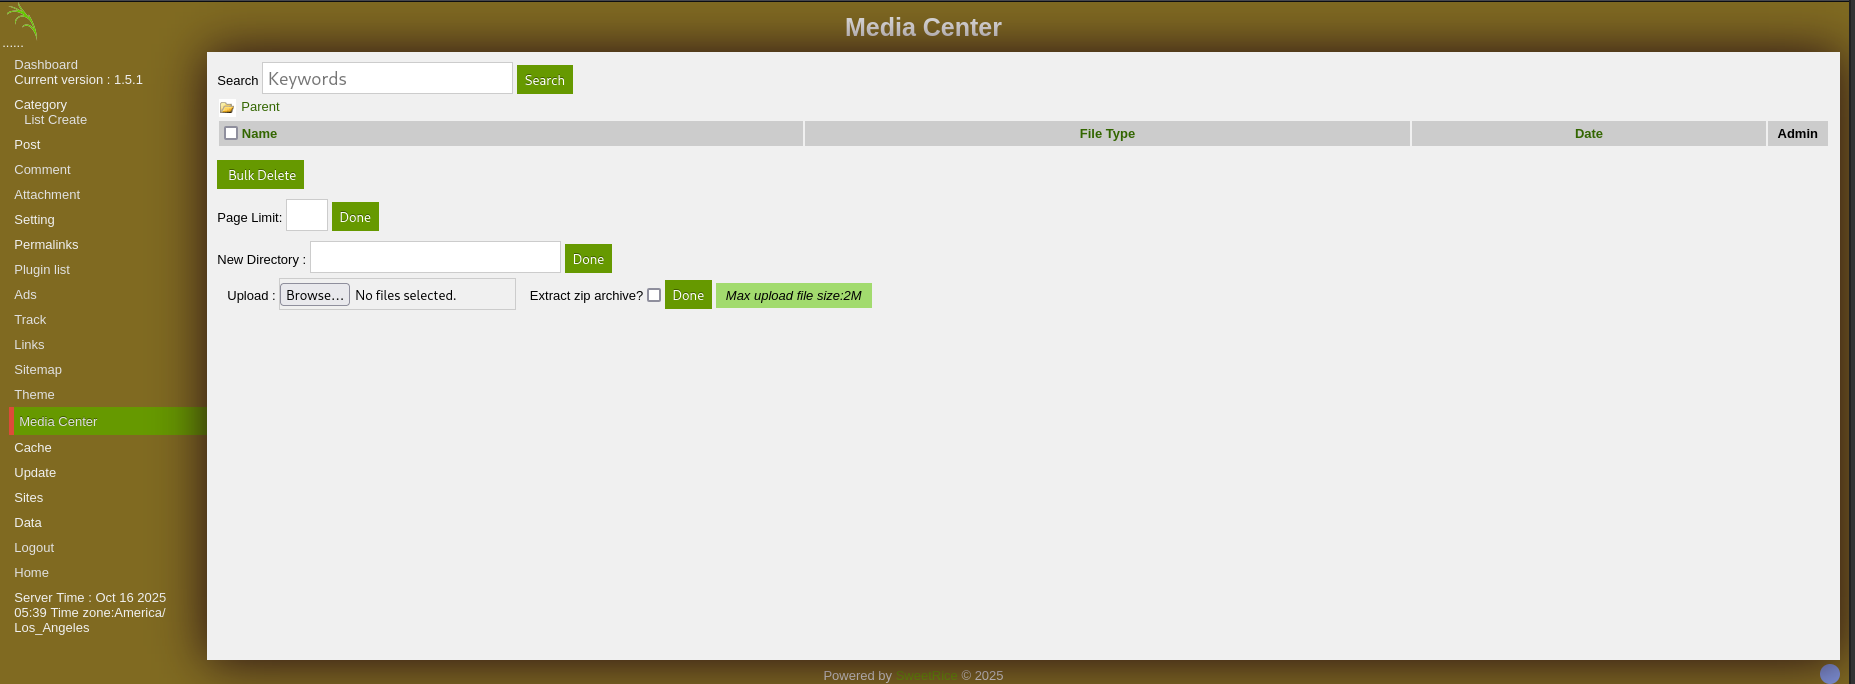 Media Center
......
Dashboard
Current version : 1.5.1
Category
List Create
Post
Comment
Attachment
Setting
Permalinks
Plugin list
Ads
Track
Links
Sitemap
Theme
Media Center
Cache
Update
Sites
Data
Logout
Home
Server Time : Oct 16 2025
05:39 Time zone:America/
Los_Angeles
Search Keywords Search
Parent
Name File Type Date Admin
Bulk Delete
Page Limit: Done
New Directory : Done
Upload : Browse... No files selected. Extract zip archive? Done Max upload file size:2M
Powered by SweetRice © 2025